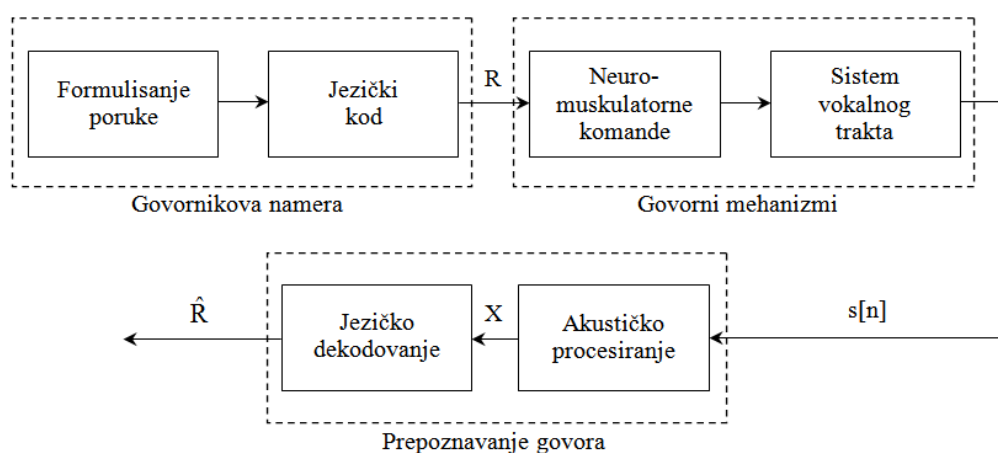 Formulisanje
poruke
Jezički
kod
R
Neuro-
muskulatorne
komande
Sistem
vokalnog
trakta
Govornikova namera
Govorni mehanizmi
R̂
Jezičko
dekodovanje
X
Akustičko
procesiranje
s[n]
Prepoznavanje govora